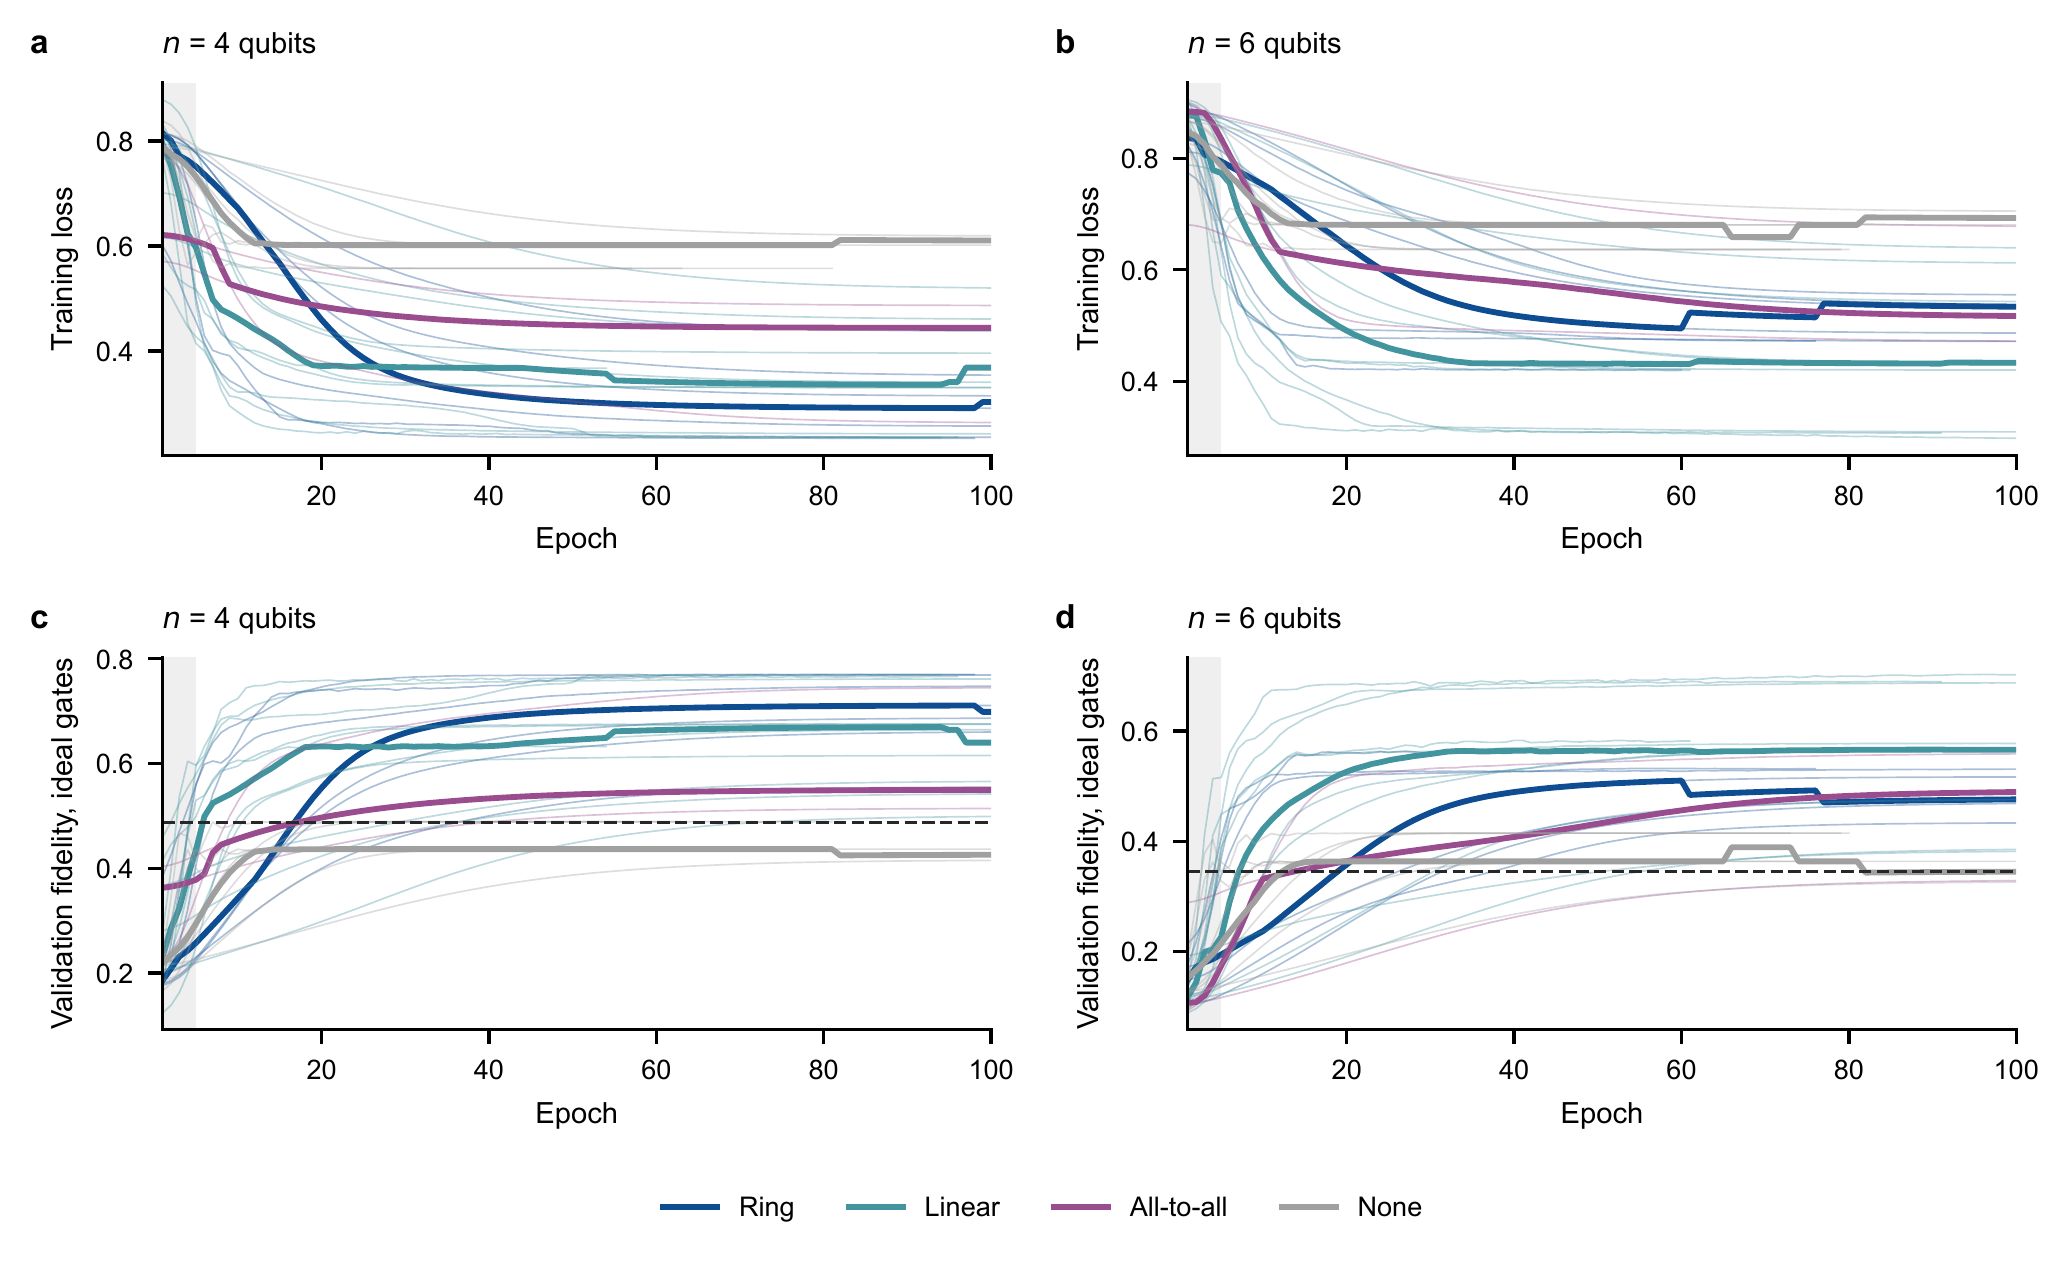 a
n = 4 qubits
Training loss
0.8
0.6
0.4
20 40 60 80 100
Epoch
b
n = 6 qubits
Training loss
0.8
0.6
0.4
20 40 60 80 100
Epoch
c
n = 4 qubits
Validation fidelity, ideal gates
0.8
0.6
0.4
0.2
20 40 60 80 100
Epoch
d
n = 6 qubits
Validation fidelity, ideal gates
0.6
0.4
0.2
20 40 60 80 100
Epoch
Ring Linear All-to-all None